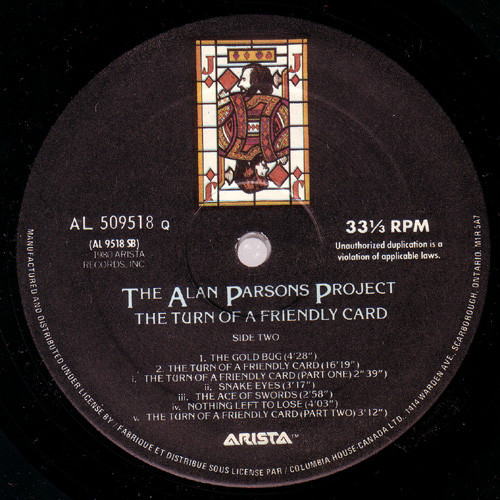 J
J
AL 509518 Q
(AL 9518 SB)
1980 ARISTA
RECORDS, INC.
33⅓ RPM
Unauthorized duplication is a
violation of applicable laws.
THE ALAN PARSONS PROJECT
THE TURN OF A FRIENDLY CARD
SIDE TWO
1. THE GOLD BUG (4'28")
2. THE TURN OF A FRIENDLY CARD (16'19")
i. THE TURN OF A FRIENDLY CARD (PART ONE) 2"39")
ii. SNAKE EYES (3'17")
iii. THE ACE OF SWORDS (2'58")
iv. NOTHING LEFT TO LOSE (4'03")
v. THE TURN OF A FRIENDLY CARD (PART TWO) 3'12")
ARISTA™
MANUFACTURED AND DISTRIBUTED UNDER LICENSE BY / FABRIQUÉ ET DISTRIBUÉ SOUS LICENSE PAR / COLUMBIA HOUSE CANADA LTD., 1414 WARDEN AVE., SCARBOROUGH, ONTARIO, M1R 5A7